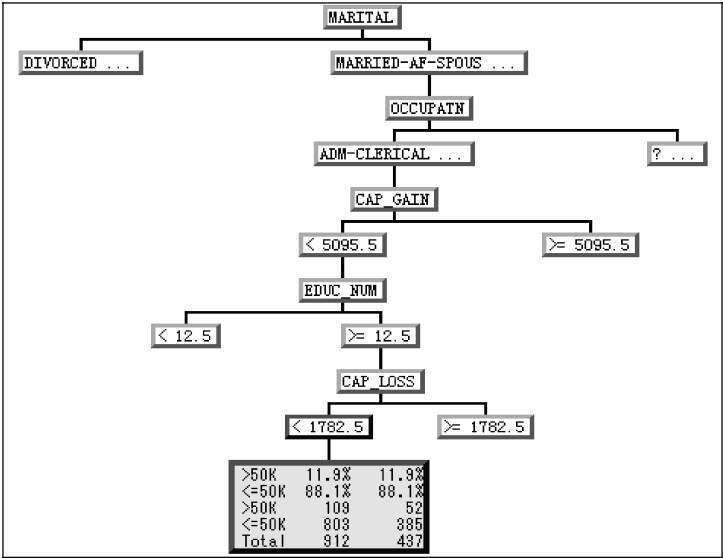 MARITAL
DIVORCED ...
MARRIED-AF-SPOUS ...
OCCUPATN
ADM-CLERICAL ...
? ...
CAP_GAIN
< 5095.5
>= 5095.5
EDUC_NUM
< 12.5
>= 12.5
CAP_LOSS
< 1782.5
>= 1782.5
>50K 11.9% 11.9%
<=50K 88.1% 88.1%
>50K 109 52
<=50K 803 385
Total 912 437